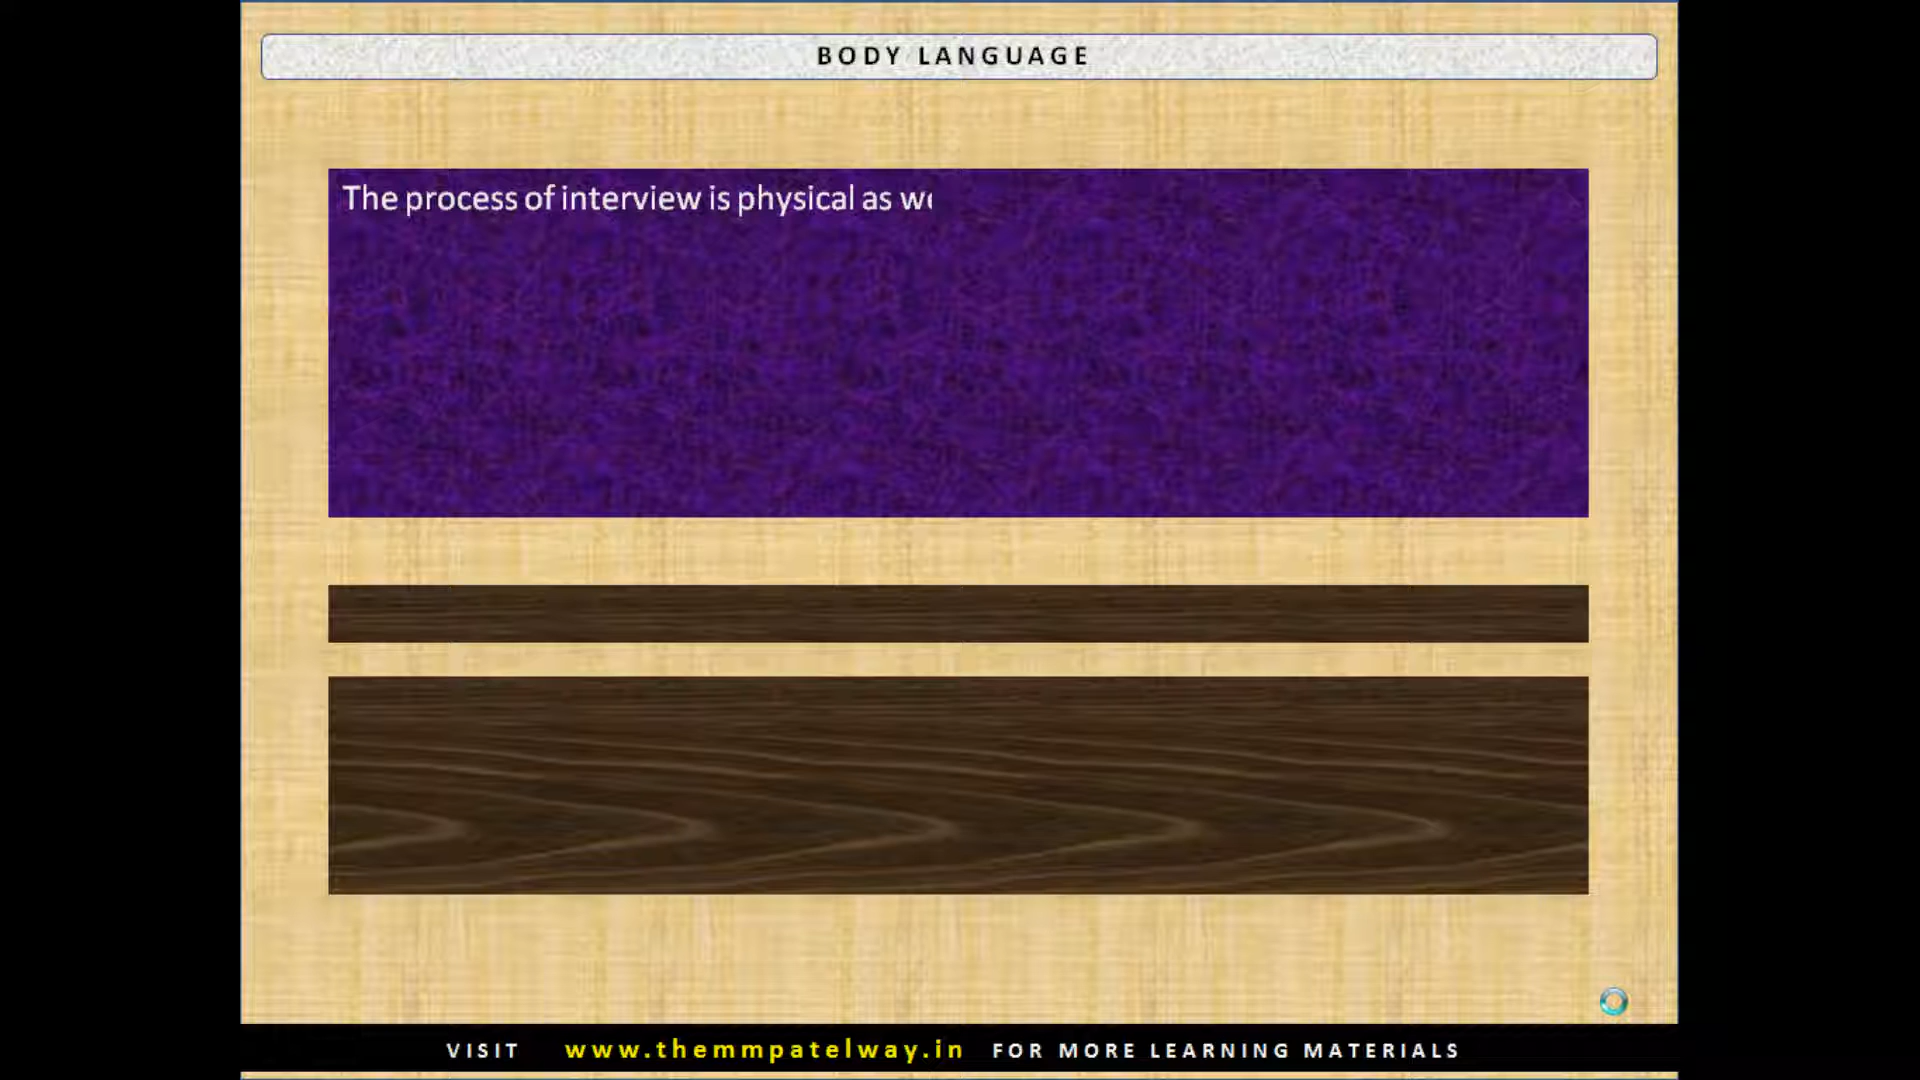 BODY LANGUAGE
The process of interview is physical as
VISIT www.themmpatelway.in FOR MORE LEARNING MATERIALS